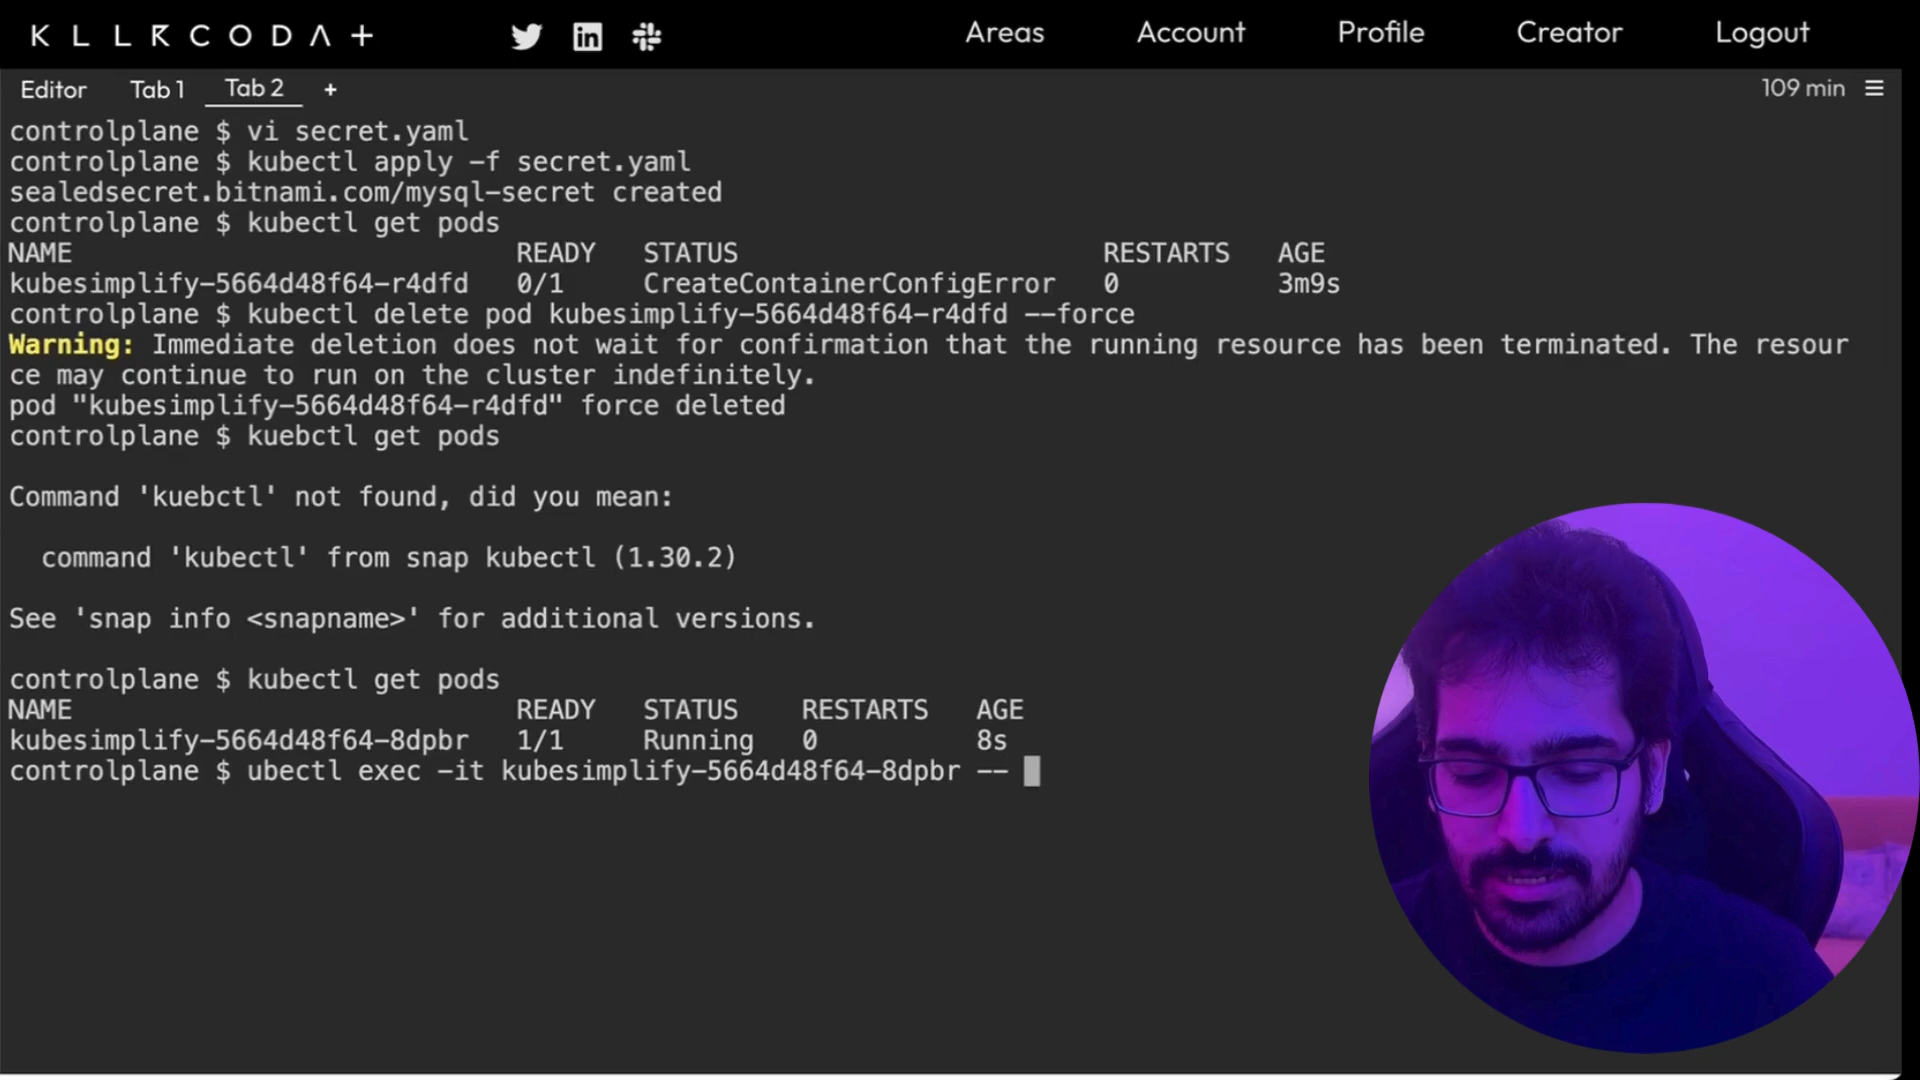 KLLRCODA+
Areas
Account
Profile
Creator
Logout
Editor
Tab 1
Tab 2
+
109 min
controlplane $ vi secret.yaml
controlplane $ kubectl apply -f secret.yaml
sealedsecret.bitnami.com/mysql-secret created
controlplane $ kubectl get pods
NAME READY STATUS RESTARTS AGE
kubesimplify-5664d48f64-r4dfd 0/1 CreateContainerConfigError 0 3m9s
controlplane $ kubectl delete pod kubesimplify-5664d48f64-r4dfd --force
Warning: Immediate deletion does not wait for confirmation that the running resource has been terminated. The resour
ce may continue to run on the cluster indefinitely.
pod "kubesimplify-5664d48f64-r4dfd" force deleted
controlplane $ kuebctl get pods
Command 'kuebctl' not found, did you mean:
command 'kubectl' from snap kubectl (1.30.2)
See 'snap info <snapname>' for additional versions.
controlplane $ kubectl get pods
NAME READY STATUS RESTARTS AGE
kubesimplify-5664d48f64-8dpbr 1/1 Running 0 8s
controlplane $ ubectl exec -it kubesimplify-5664d48f64-8dpbr --